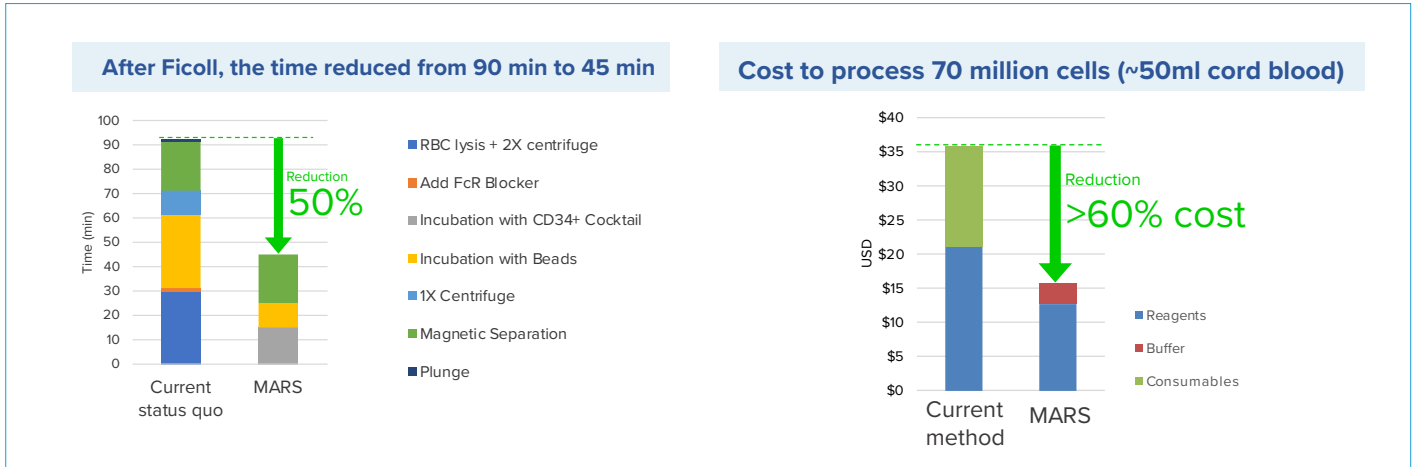 After Ficoll, the time reduced from 90 min to 45 min
100
90
80
70
60
50
40
30
20
10
0
Time (min)
Reduction
50%
Current
status quo
MARS
RBC lysis + 2X centrifuge
Add FcR Blocker
Incubation with CD34+ Cocktail
Incubation with Beads
1X Centrifuge
Magnetic Separation
Plunge
Cost to process 70 million cells (~50ml cord blood)
$40
$35
$30
$25
$20
$15
$10
$5
$0
USD
Reduction
>60% cost
Current
method
MARS
Reagents
Buffer
Consumables